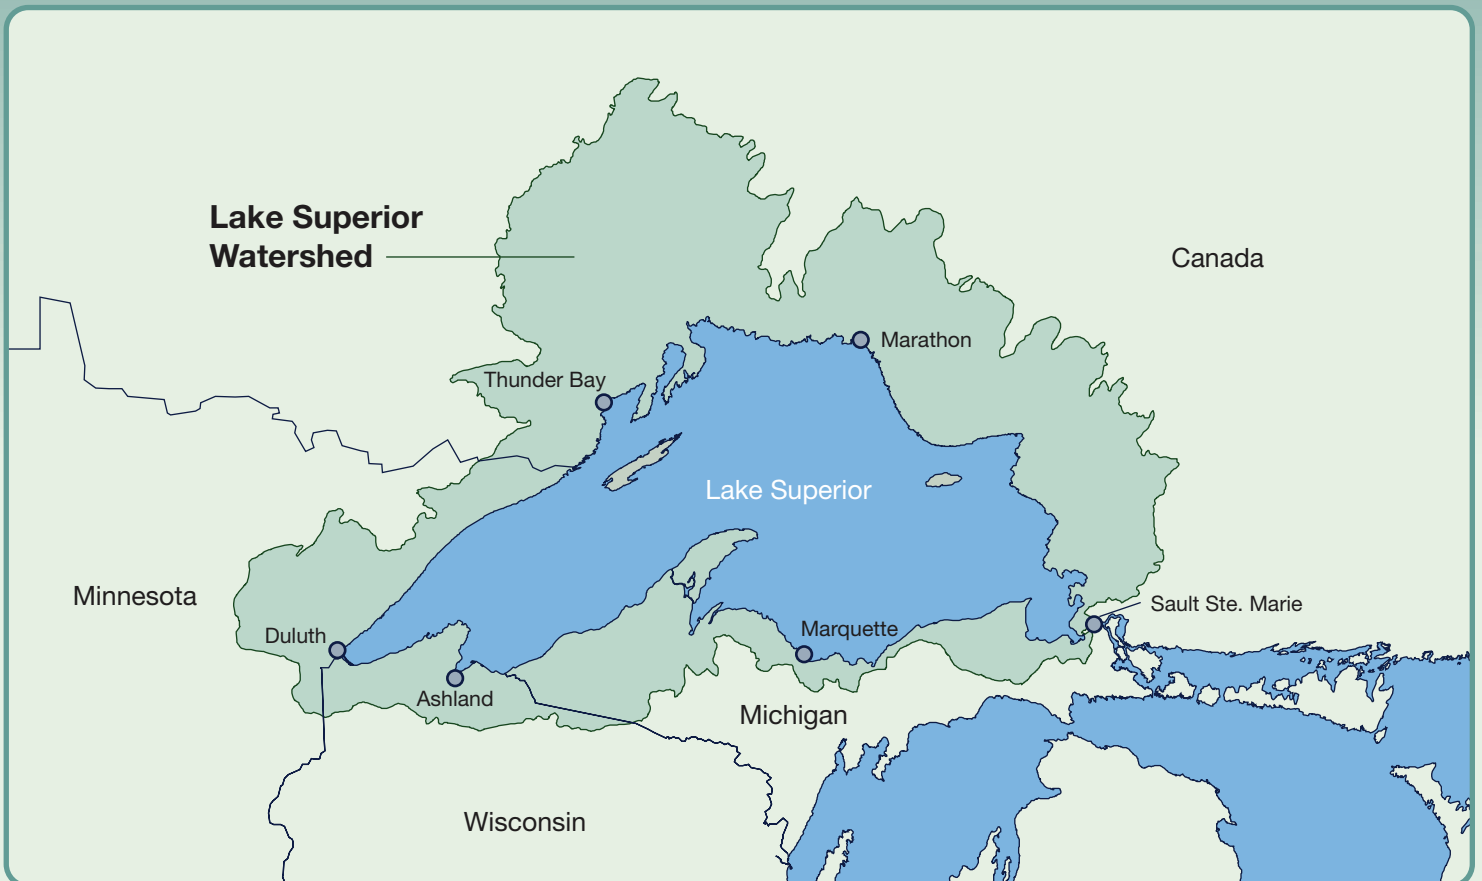 Lake Superior
Watershed
Canada
Marathon
Thunder Bay
Lake Superior
Minnesota
Sault Ste. Marie
Duluth
Marquette
Ashland
Michigan
Wisconsin